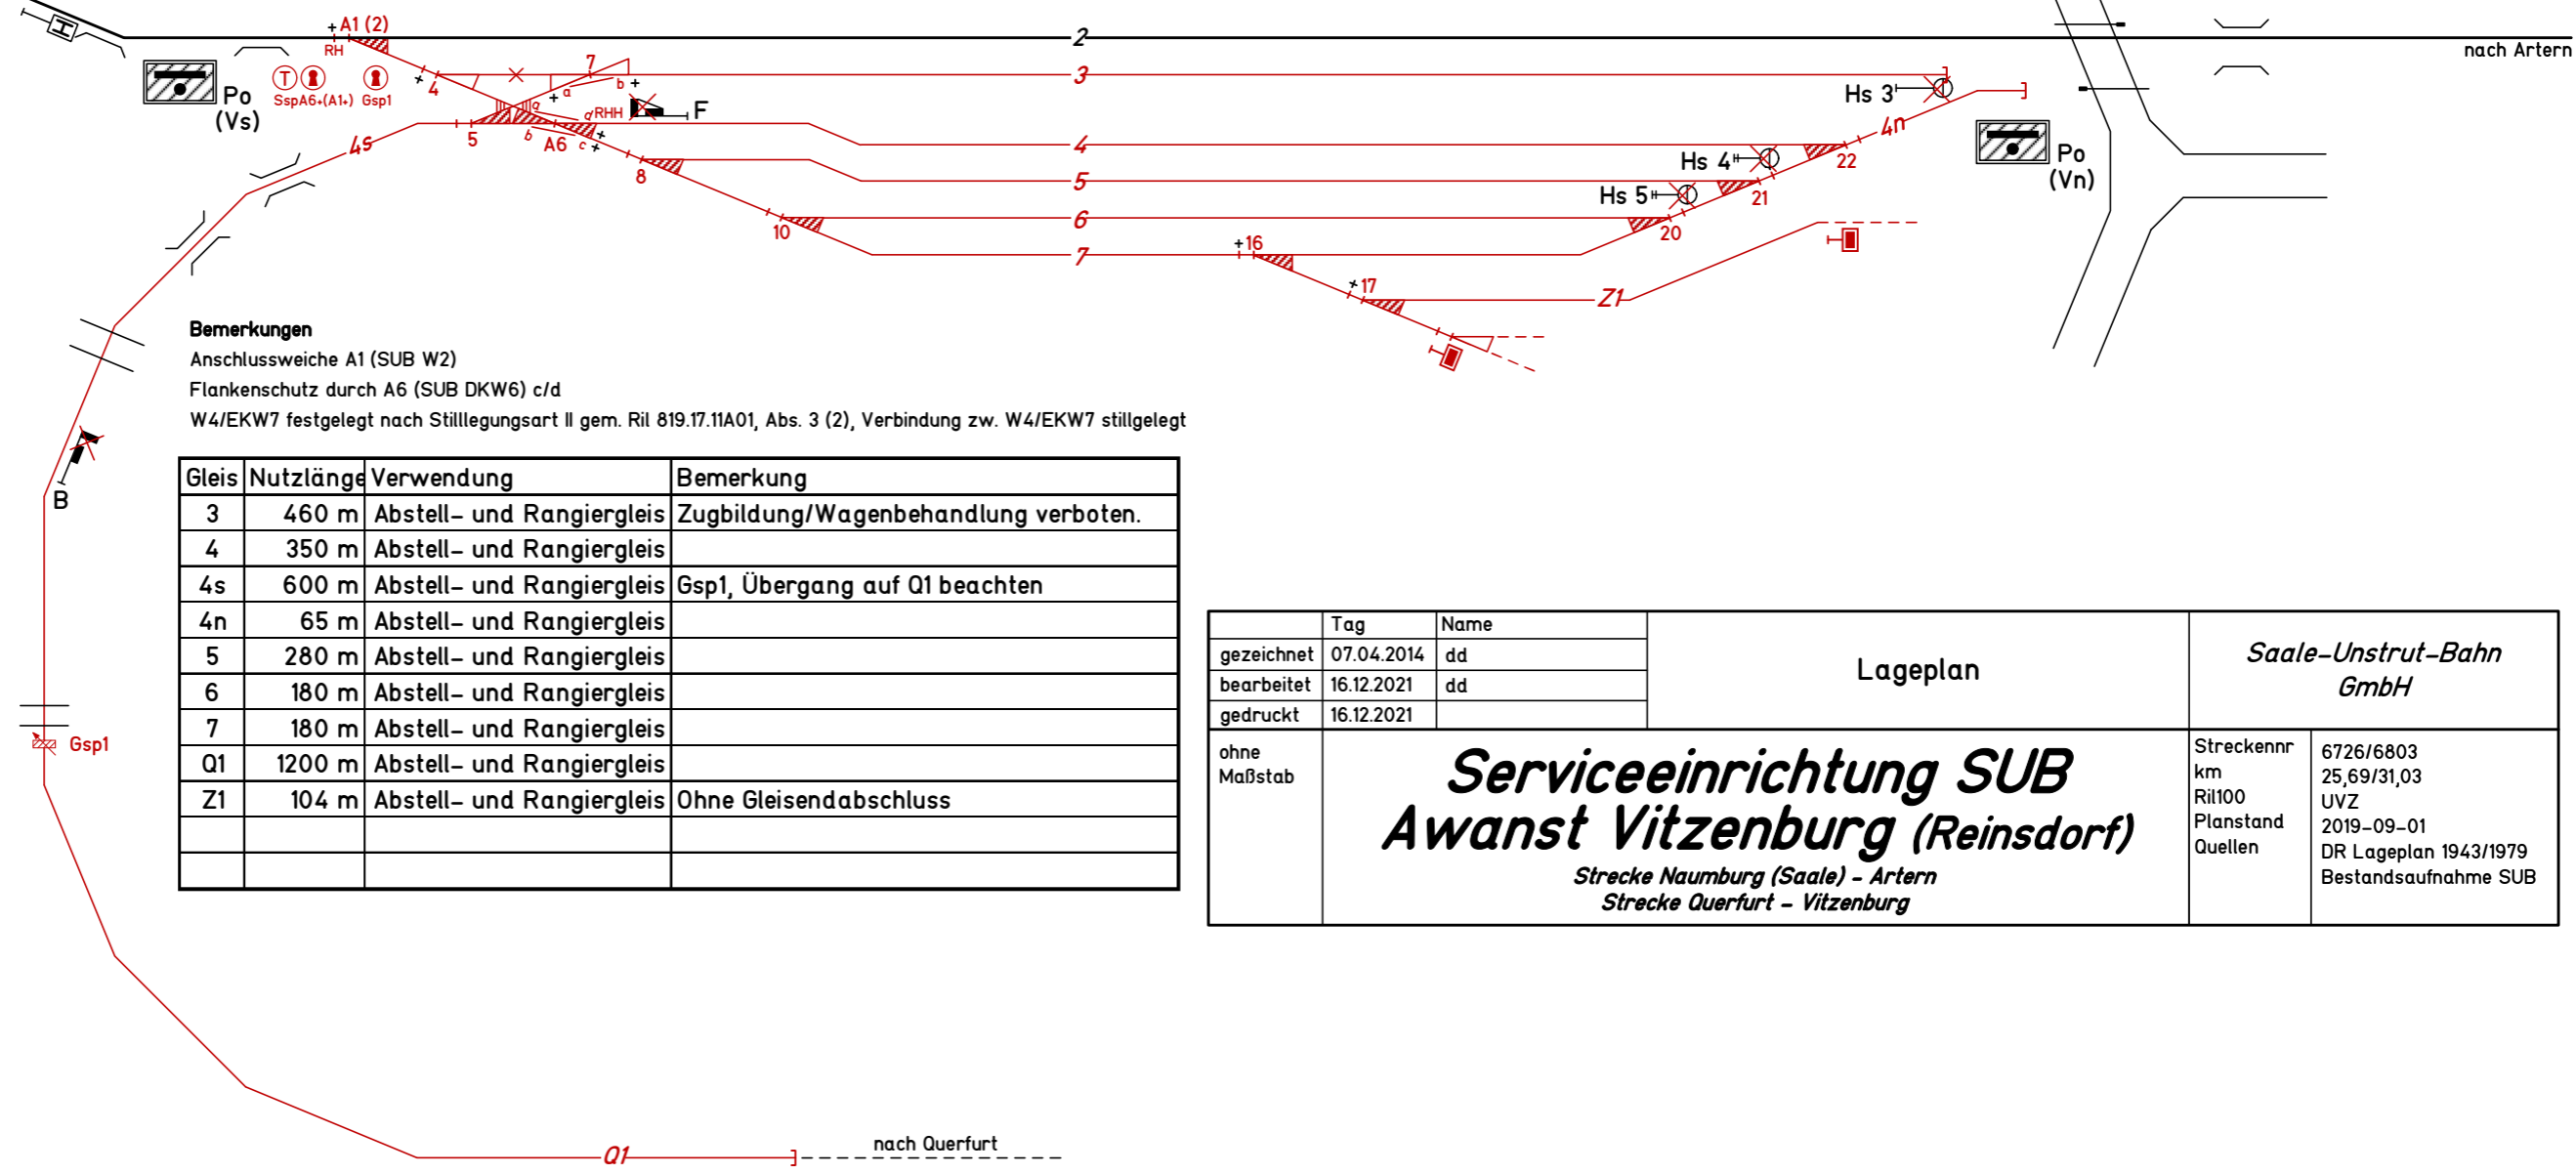 A1 (2)
+
RH
2
nach Artern
7
3
4
+
a
b
+
+
T
SspA6+(A1+)
Gsp1
Po
(Vs)
a
d
RHH
F
Hs 3
4n
5
b
A6
c
+
+
4s
4
Hs 4
22
Po
(Vn)
8
5
Hs 5
21
10
6
20
+
16
7
+
17
Z1
Bemerkungen
Anschlussweiche A1 (SUB W2)
Flankenschutz durch A6 (SUB DKW6) c/d
W4/EKW7 festgelegt nach Stilllegungsart II gem. Ril 819.17.11A01, Abs. 3 (2), Verbindung zw. W4/EKW7 stillgelegt
B
Gsp1
Gleis Nutzlänge Verwendung Bemerkung
3 460 m Abstell- und Rangiergleis Zugbildung/Wagenbehandlung verboten.
4 350 m Abstell- und Rangiergleis
4s 600 m Abstell- und Rangiergleis Gsp1, Übergang auf Q1 beachten
4n 65 m Abstell- und Rangiergleis
5 280 m Abstell- und Rangiergleis
6 180 m Abstell- und Rangiergleis
7 180 m Abstell- und Rangiergleis
Q1 1200 m Abstell- und Rangiergleis
Z1 104 m Abstell- und Rangiergleis Ohne Gleisendabschluss
Tag Name
gezeichnet 07.04.2014 dd
bearbeitet 16.12.2021 dd
gedruckt 16.12.2021
Lageplan
Saale-Unstrut-Bahn
GmbH
ohne
Maßstab
Serviceeinrichtung SUB
Awanst Vitzenburg (Reinsdorf)
Strecke Naumburg (Saale) - Artern
Strecke Querfurt - Vitzenburg
Streckennr 6726/6803
km 25,69/31,03
Ril100 UVZ
Planstand 2019-09-01
Quellen DR Lageplan 1943/1979
Bestandsaufnahme SUB
Q1
nach Querfurt